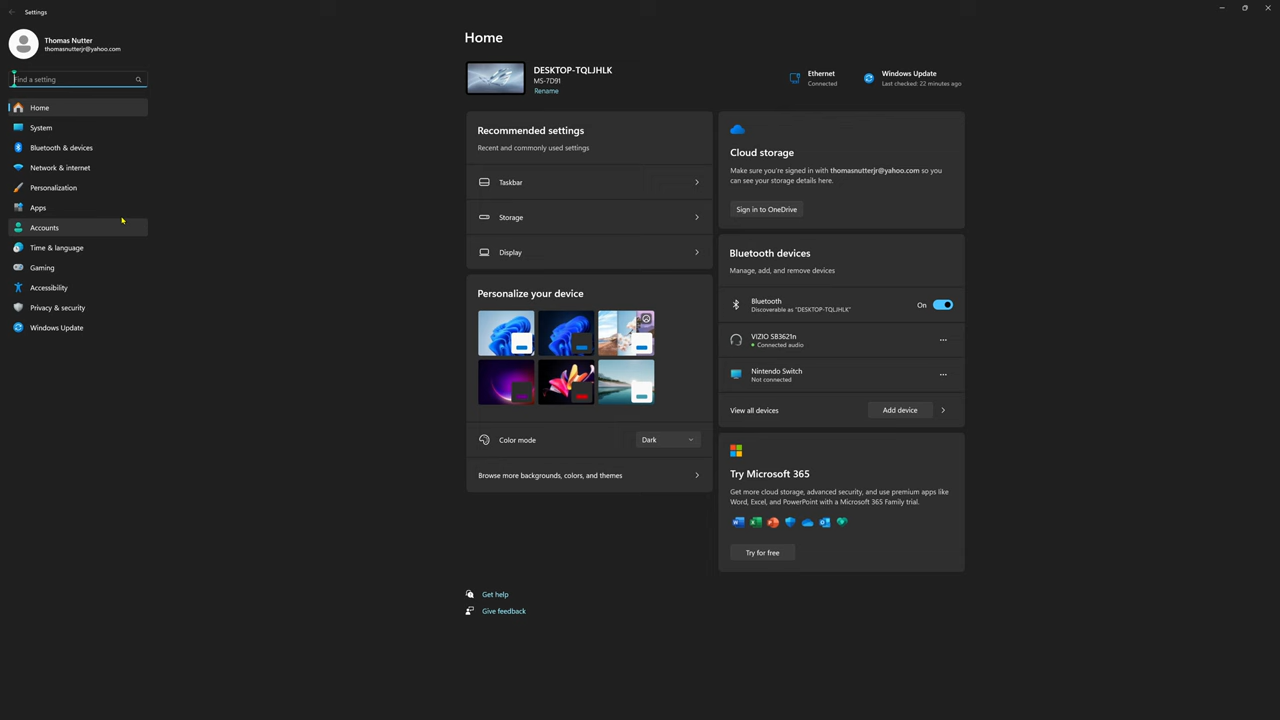 Settings
Thomas Nutter
thomasnutterjr@yahoo.com
Find a setting
Home
System
Bluetooth & devices
Network & internet
Personalization
Apps
Accounts
Time & language
Gaming
Accessibility
Privacy & security
Windows Update
Home
DESKTOP-TQLJHLK
MS-7D91
Rename
Ethernet
Connected
Windows Update
Last checked: 22 minutes ago
Recommended settings
Recent and commonly used settings
Taskbar
Storage
Display
Personalize your device
Color mode
Dark
Browse more backgrounds, colors, and themes
Cloud storage
Make sure you're signed in with thomasnutterjr@yahoo.com so you
can see your storage details here.
Sign in to OneDrive
Bluetooth devices
Manage, add, and remove devices
Bluetooth
Discoverable as "DESKTOP-TQLJHLK"
On
VIZIO SB3621n
Connected audio
Nintendo Switch
Not connected
View all devices
Add device
Try Microsoft 365
Get more cloud storage, advanced security, and use premium apps like
Word, Excel, and PowerPoint with a Microsoft 365 Family trial.
Try for free
Get help
Give feedback